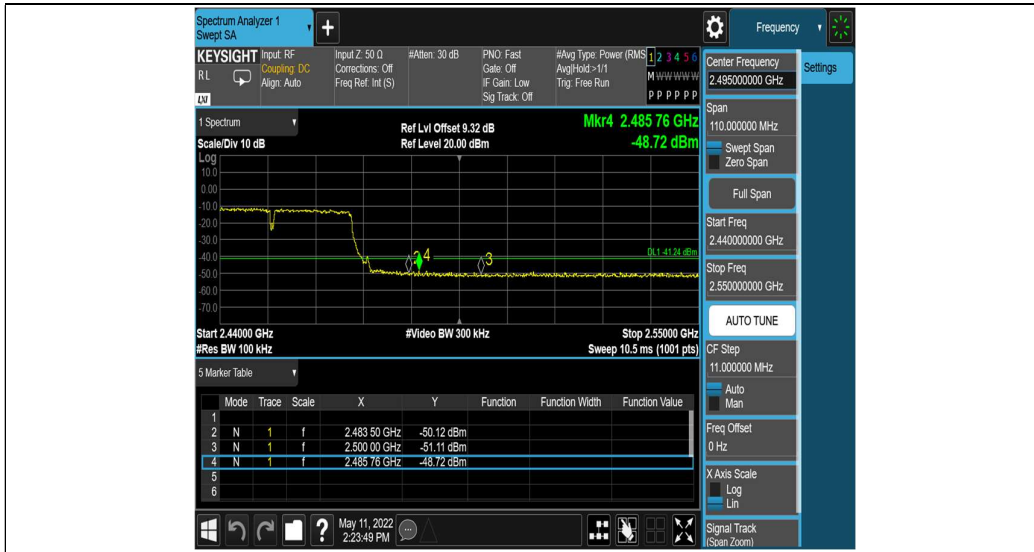 Spectrum Analyzer 1
Swept SA
Frequency
KEYSIGHT
RL
LXI
Input: RF
Coupling: DC
Align: Auto
Input Z: 50 Ω
Corrections: Off
Freq Ref: Int (S)
#Atten: 30 dB
PNO: Fast
Gate: Off
IF Gain: Low
Sig Track: Off
#Avg Type: Power (RMS
Avg|Hold:>1/1
Trig: Free Run
1 2 3 4 5 6
M W W W W W
P P P P P P
Center Frequency
2.495000000 GHz
Settings
Span
110.000000 MHz
Swept Span
Zero Span
Full Span
Start Freq
2.440000000 GHz
Stop Freq
2.550000000 GHz
AUTO TUNE
CF Step
11.000000 MHz
Auto
Man
Freq Offset
0 Hz
X Axis Scale
Log
Lin
Signal Track
(Span Zoom)
1 Spectrum
Scale/Div 10 dB
Ref Lvl Offset 9.32 dB
Ref Level 20.00 dBm
Mkr4 2.485 76 GHz
-48.72 dBm
Log
10.0
0.00
-10.0
-20.0
-30.0
-40.0
-50.0
-60.0
-70.0
4
3
DL1 -41.24 dBm
Start 2.44000 GHz
#Res BW 100 kHz
#Video BW 300 kHz
Stop 2.55000 GHz
Sweep 10.5 ms (1001 pts)
5 Marker Table
Mode Trace Scale X Y Function Function Width Function Value
1
2 N 1 f 2.483 50 GHz -50.12 dBm
3 N 1 f 2.500 00 GHz -51.11 dBm
4 N 1 f 2.485 76 GHz -48.72 dBm
5
6
?
May 11, 2022
2:23:49 PM